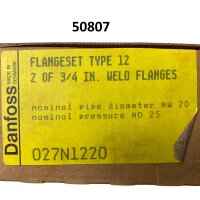 50807
FLANGESET TYPE 12
2 OF 3/4 IN. WELD FLANGES
nominal pipe diameter NW 20
nominal pressure ND 25
027N1220
Danfoss
MADE IN
DENMARK